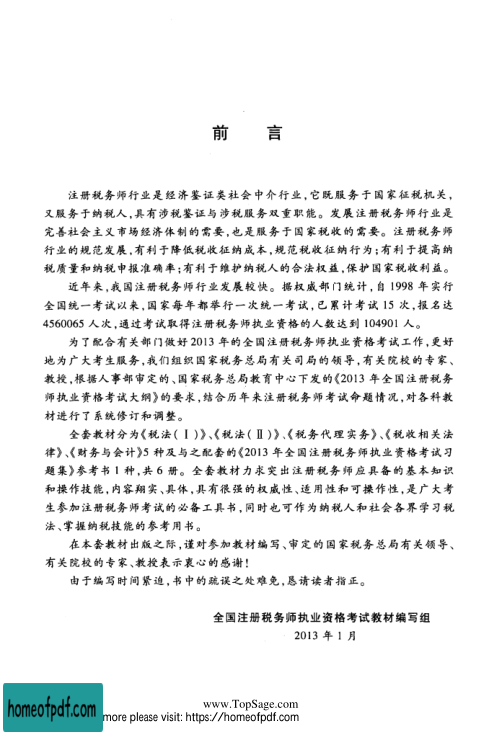 前 言
注册税务师行业是经济鉴证类社会中介行业,它既服务于国家征税机关,
又服务于纳税人,具有涉税鉴证与涉税服务双重职能。发展注册税务师行业是
完善社会主义市场经济体制的需要,也是服务于国家税收的需要。注册税务师
行业的规范发展,有利于降低税收征纳成本,规范税收征纳行为;有利于提高纳
税质量和纳税申报准确率;有利于维护纳税人的合法权益,保护国家税收利益。
近年来,我国注册税务师行业发展较快。据权威部门统计,自1998年实行
全国统一考试以来,国家每年都举行一次统一考试,已累计考试15次,报名达
4560065人次,通过考试取得注册税务师执业资格的人数达到104901人。
为了配合有关部门做好2013年的全国注册税务师执业资格考试工作,更好
地为广大考生服务,我们组织国家税务总局有关司局的领导,有关院校的专家、
教授,根据人事部审定的、国家税务总局教育中心下发的《2013年全国注册税务
师执业资格考试大纲》的要求,结合历年来注册税务师考试命题情况,对各科教
材进行了系统修订和调整。
全套教材分为《税法(Ⅰ)》、《税法(Ⅱ)》、《税务代理实务》、《税收相关法
律》、《财务与会计》5种及与之配套的《2013年全国注册税务师执业资格考试习
题集》参考书1种,共6册。全套教材力求突出注册税务师应具备的基本知识
和操作技能,内容翔实、具体,具有很强的权威性、适用性和可操作性,是广大考
生参加注册税务师考试的必备工具书,同时也可作为纳税人和社会各界学习税
法、掌握纳税技能的参考用书。
在本套教材出版之际,谨对参加教材编写、审定的国家税务总局有关领导、
有关院校的专家、教授表示衷心的感谢!
由于编写时间紧迫,书中的疏误之处难免,恳请读者指正。
全国注册税务师执业资格考试教材编写组
2013年1月
www.TopSage.com
homeofpdf.com
more please visit: https://homeofpdf.com